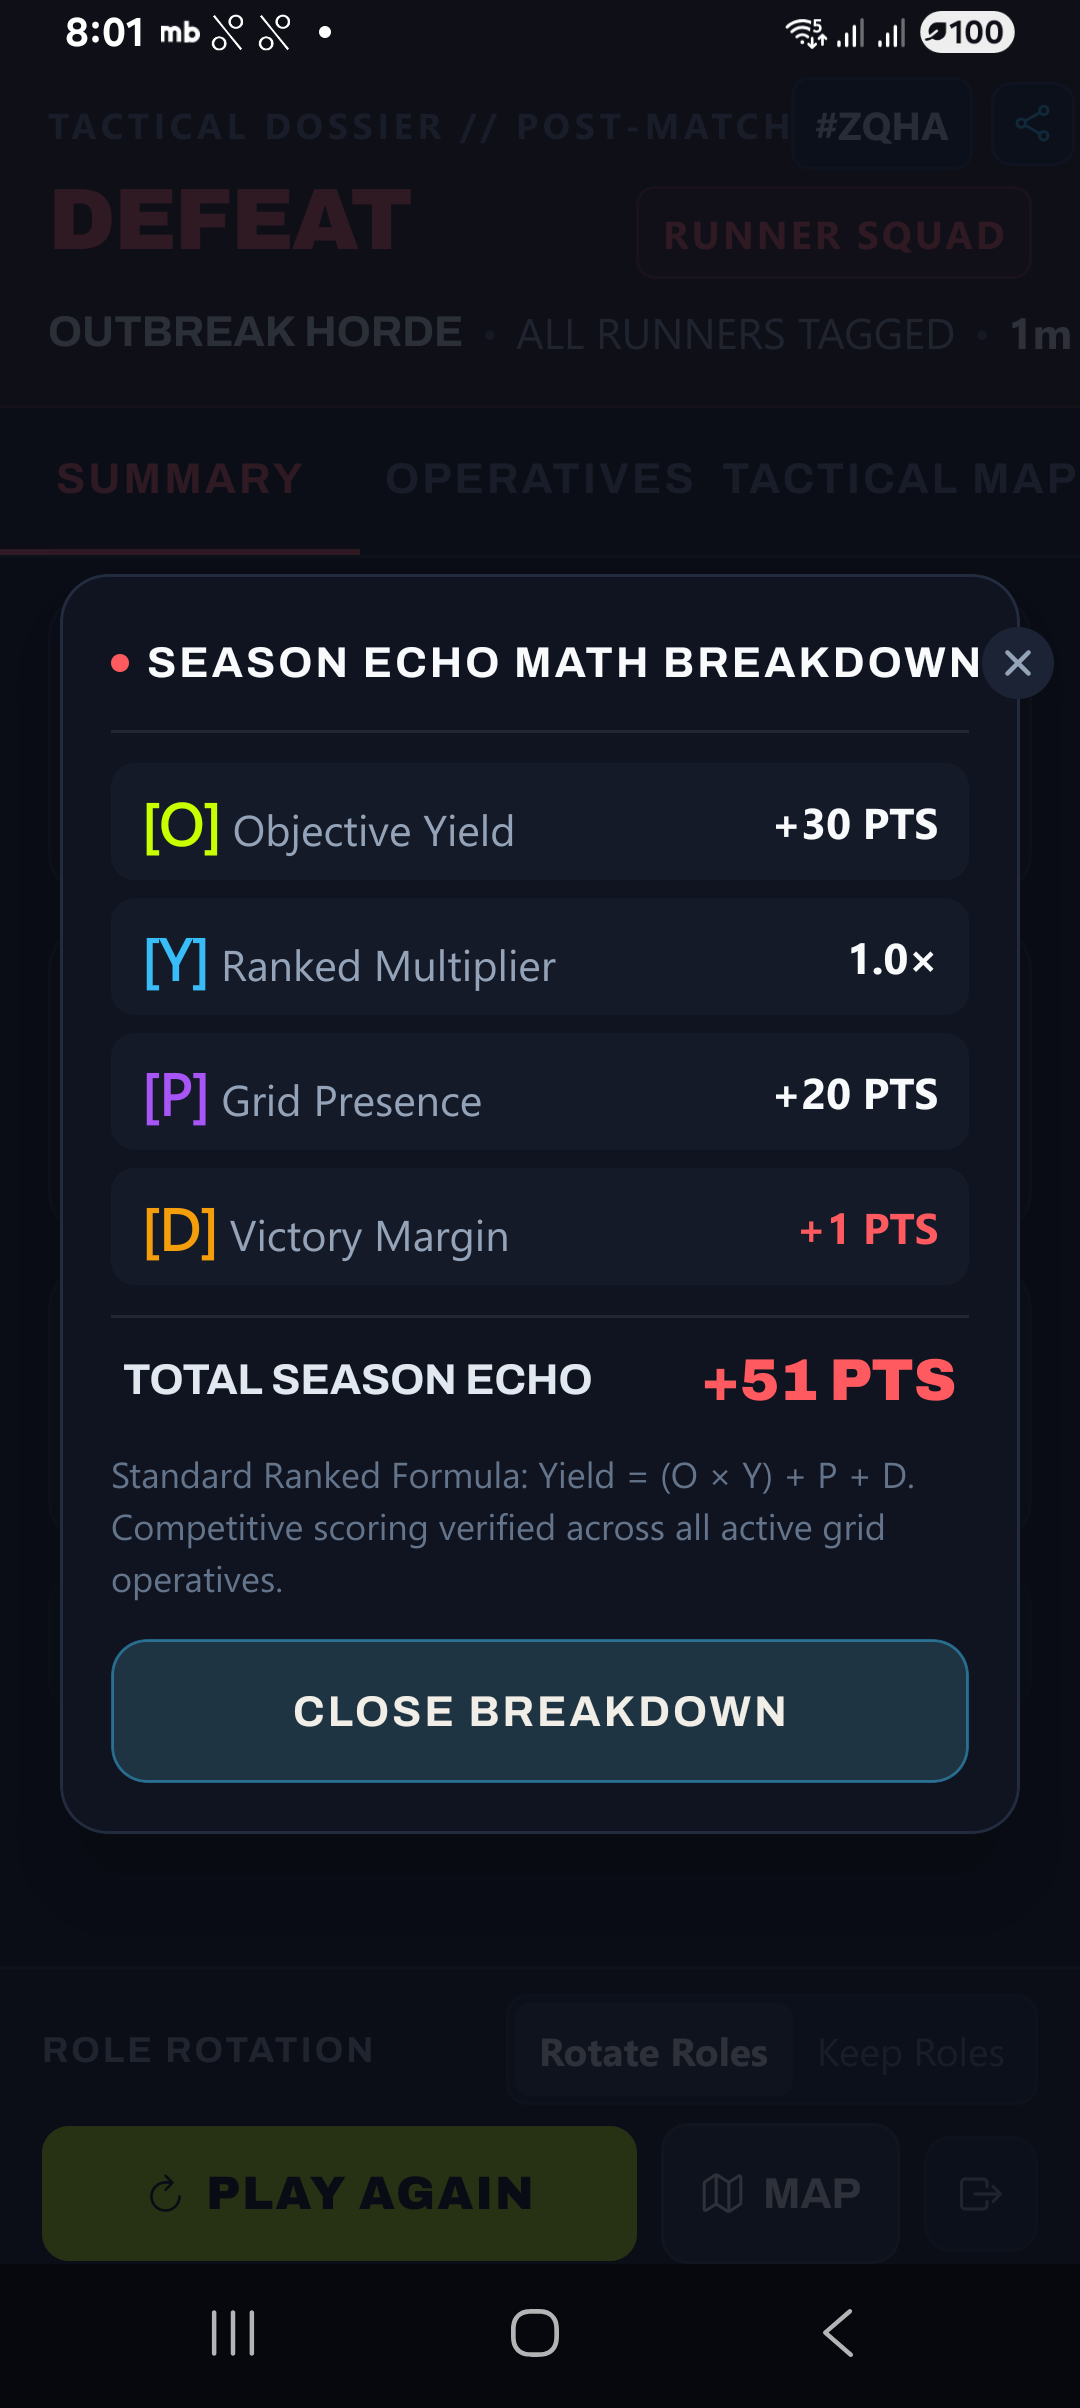 8:01 mb 5 100
TACTICAL DOSSIER // POST-MATCH #ZQHA
DEFEAT
RUNNER SQUAD
OUTBREAK HORDE • ALL RUNNERS TAGGED • 1m
SUMMARY OPERATIVES TACTICAL MAP
SEASON ECHO MATH BREAKDOWN
[O] Objective Yield +30 PTS
[Y] Ranked Multiplier 1.0×
[P] Grid Presence +20 PTS
[D] Victory Margin +1 PTS
TOTAL SEASON ECHO +51 PTS
Standard Ranked Formula: Yield = (O × Y) + P + D.
Competitive scoring verified across all active grid
operatives.
CLOSE BREAKDOWN
ROLE ROTATION Rotate Roles Keep Roles
PLAY AGAIN MAP